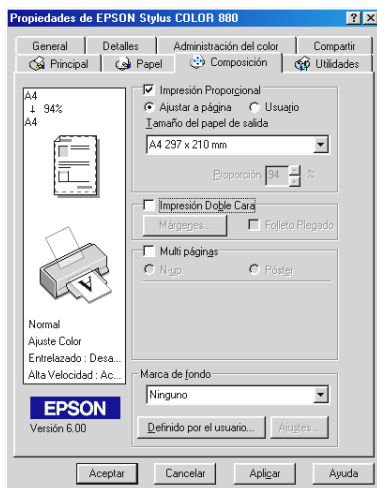 Propiedades de EPSON Stylus COLOR 880
General Detalles Administración del color Compartir
Principal Papel Composición Utilidades
A4
94%
A4
Normal
Ajuste Color
Entrelazado : Desa...
Alta Velocidad : Ac...
EPSON
Versión 6.00
Impresión Proporcional
Ajustar a página Usuario
Tamaño del papel de salida
A4 297 x 210 mm
Proporción 94 %
Impresión Doble Cara
Márgenes... Folleto Plegado
Multi páginas
N-up Póster
Marca de fondo
Ninguno
Definido por el usuario... Ajustes...
Aceptar Cancelar Aplicar Ayuda